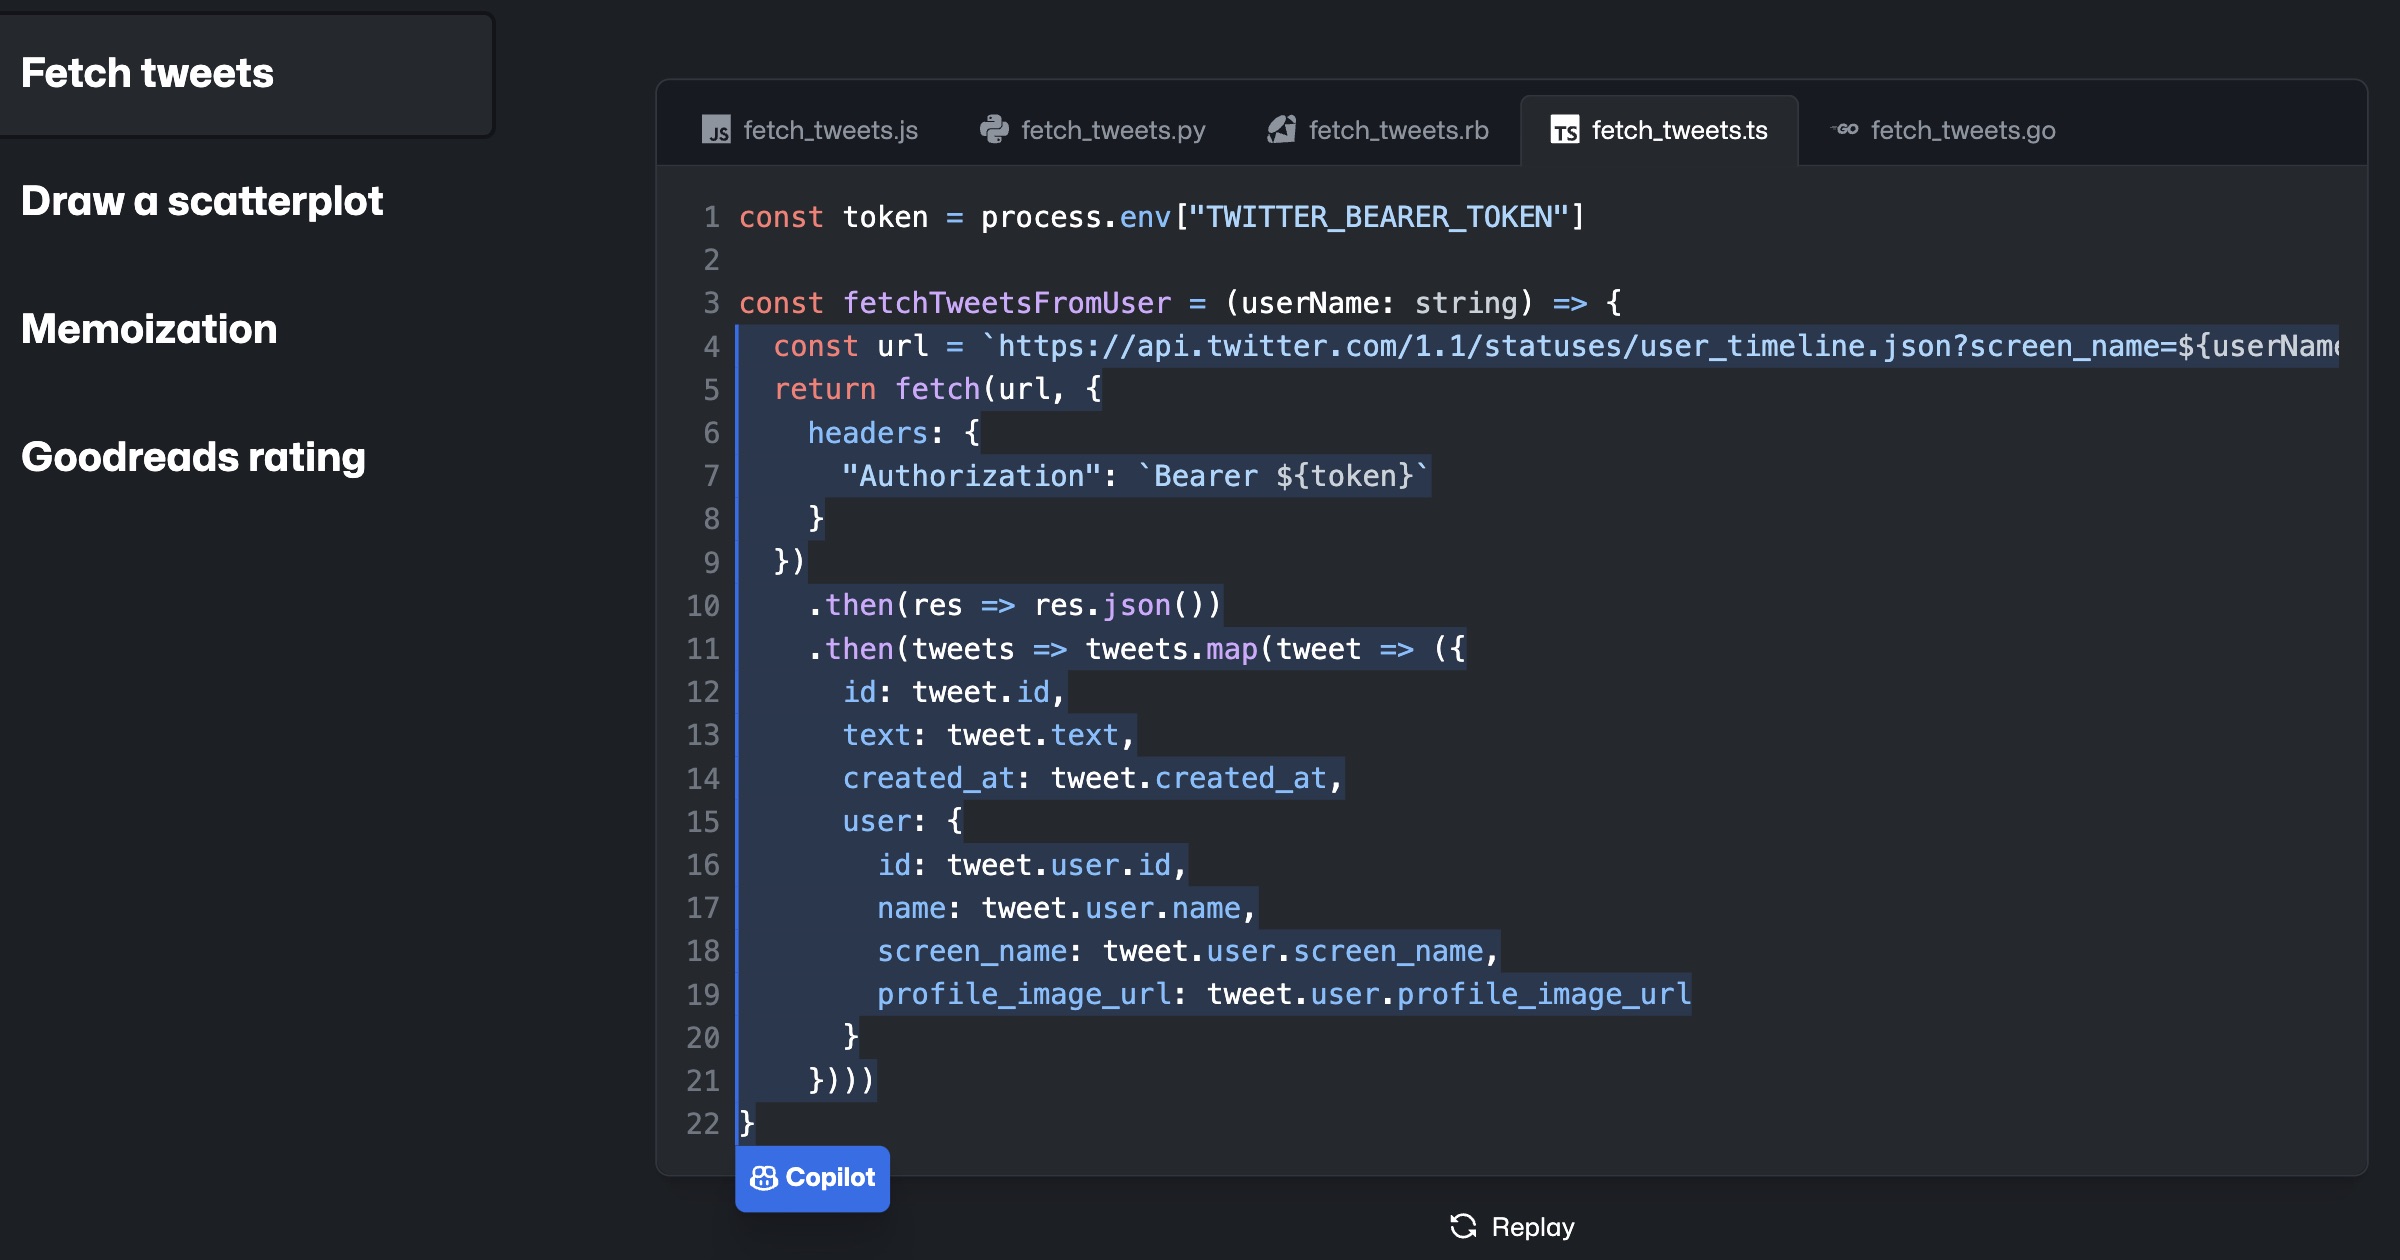 Fetch tweets
Draw a scatterplot
Memoization
Goodreads rating
JS fetch_tweets.js fetch_tweets.py fetch_tweets.rb TS fetch_tweets.ts GO fetch_tweets.go
1 const token = process.env["TWITTER_BEARER_TOKEN"]
2
3 const fetchTweetsFromUser = (userName: string) => {
4   const url = `https://api.twitter.com/1.1/statuses/user_timeline.json?screen_name=${userName
5   return fetch(url, {
6     headers: {
7       "Authorization": `Bearer ${token}`
8     }
9   })
10     .then(res => res.json())
11     .then(tweets => tweets.map(tweet => ({
12       id: tweet.id,
13       text: tweet.text,
14       created_at: tweet.created_at,
15       user: {
16         id: tweet.user.id,
17         name: tweet.user.name,
18         screen_name: tweet.user.screen_name,
19         profile_image_url: tweet.user.profile_image_url
20       }
21     })))
22 }
Copilot
Replay